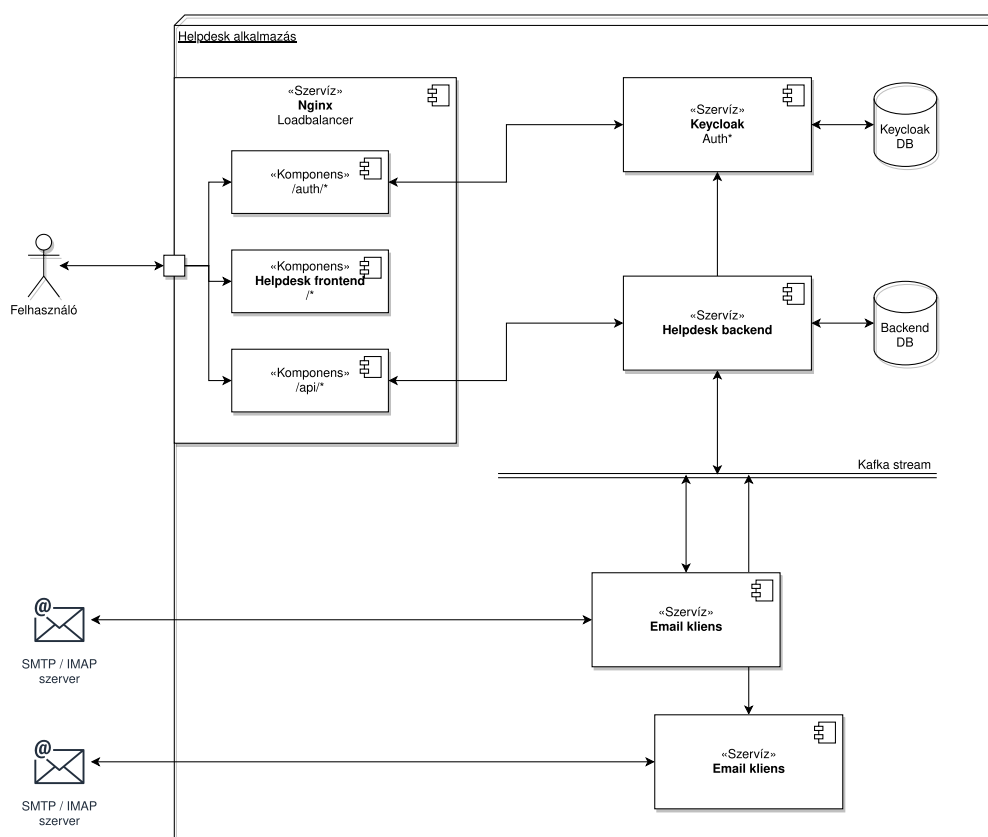 Helpdesk alkalmazás
«Szervíz»
Nginx
Loadbalancer
«Komponens»
/auth/*
«Komponens»
Helpdesk frontend
/*
«Komponens»
/api/*
Felhasználó
«Szervíz»
Keycloak
Auth*
Keycloak
DB
«Szervíz»
Helpdesk backend
Backend
DB
Kafka stream
«Szervíz»
Email kliens
@
SMTP / IMAP
szerver
«Szervíz»
Email kliens
@
SMTP / IMAP
szerver